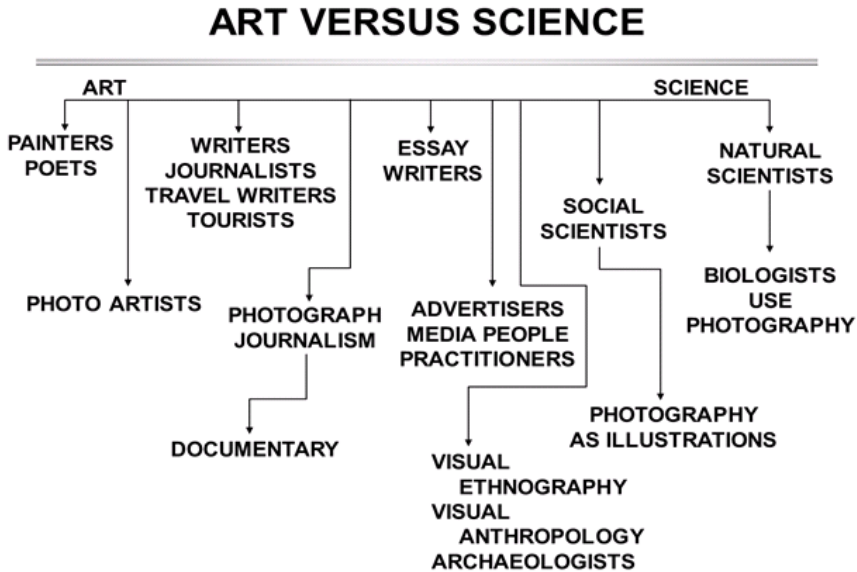 ART VERSUS SCIENCE
ART
SCIENCE
PAINTERS
POETS
WRITERS
JOURNALISTS
TRAVEL WRITERS
TOURISTS
ESSAY
WRITERS
NATURAL
SCIENTISTS
SOCIAL
SCIENTISTS
PHOTO ARTISTS
PHOTOGRAPH
JOURNALISM
ADVERTISERS
MEDIA PEOPLE
PRACTITIONERS
BIOLOGISTS
USE
PHOTOGRAPHY
DOCUMENTARY
PHOTOGRAPHY
AS ILLUSTRATIONS
VISUAL
ETHNOGRAPHY
VISUAL
ANTHROPOLOGY
ARCHAEOLOGISTS